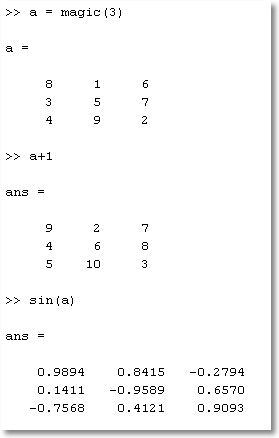 >> a = magic(3)
a =
8 1 6
3 5 7
4 9 2
>> a+1
ans =
9 2 7
4 6 8
5 10 3
>> sin(a)
ans =
0.9894 0.8415 -0.2794
0.1411 -0.9589 0.6570
-0.7568 0.4121 0.9093